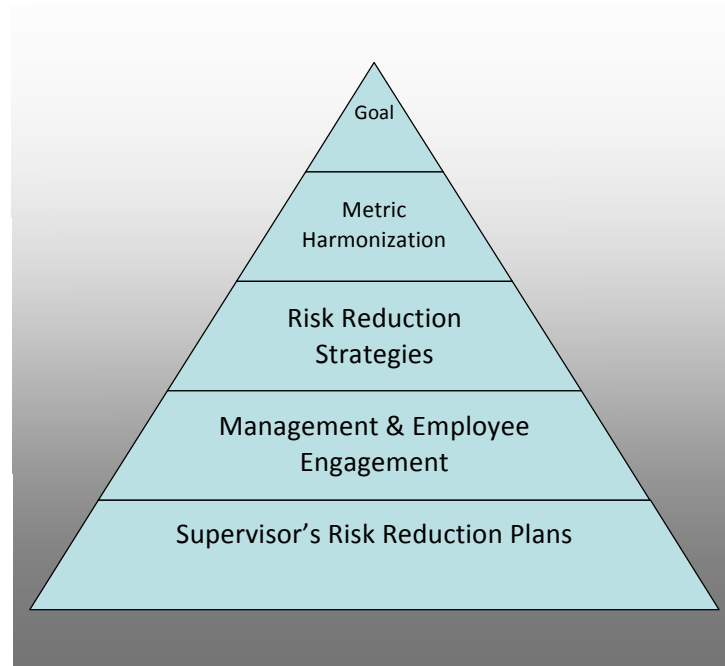 Goal
Metric
Harmonization
Risk Reduction
Strategies
Management & Employee
Engagement
Supervisor’s Risk Reduction Plans